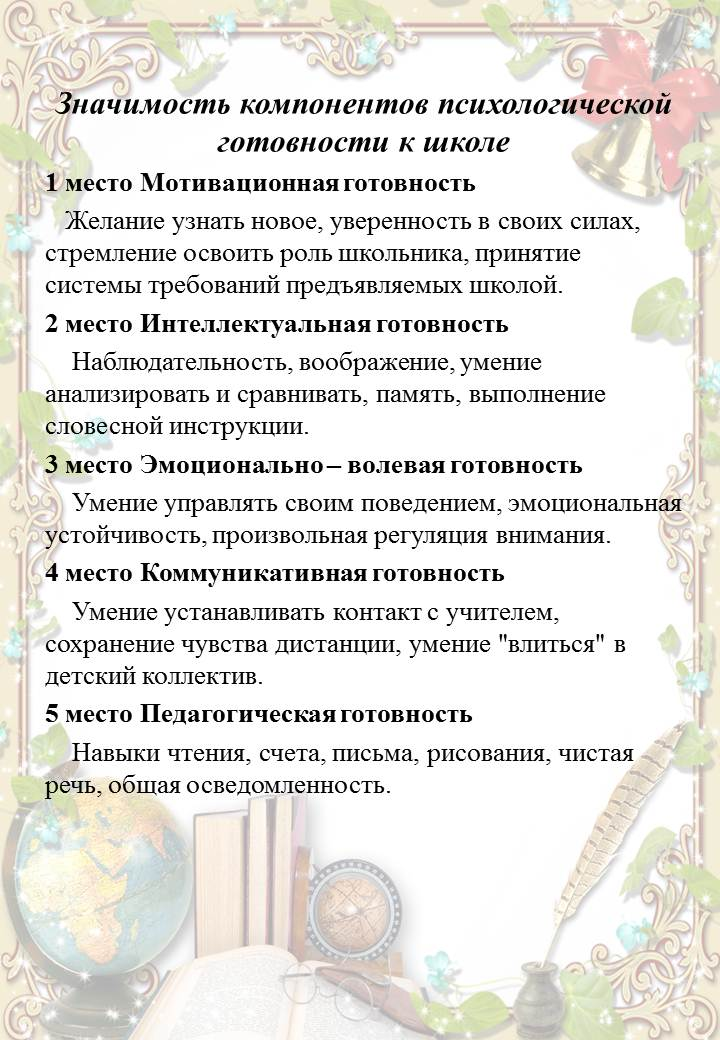 Значимость компонентов психологической
готовности к школе
1 место Мотивационная готовность
Желание узнать новое, уверенность в своих силах,
стремление освоить роль школьника, принятие
системы требований предъявляемых школой.
2 место Интеллектуальная готовность
Наблюдательность, воображение, умение
анализировать и сравнивать, память, выполнение
словесной инструкции.
3 место Эмоционально – волевая готовность
Умение управлять своим поведением, эмоциональная
устойчивость, произвольная регуляция внимания.
4 место Коммуникативная готовность
Умение устанавливать контакт с учителем,
сохранение чувства дистанции, умение "влиться" в
детский коллектив.
5 место Педагогическая готовность
Навыки чтения, счета, письма, рисования, чистая
речь, общая осведомленность.